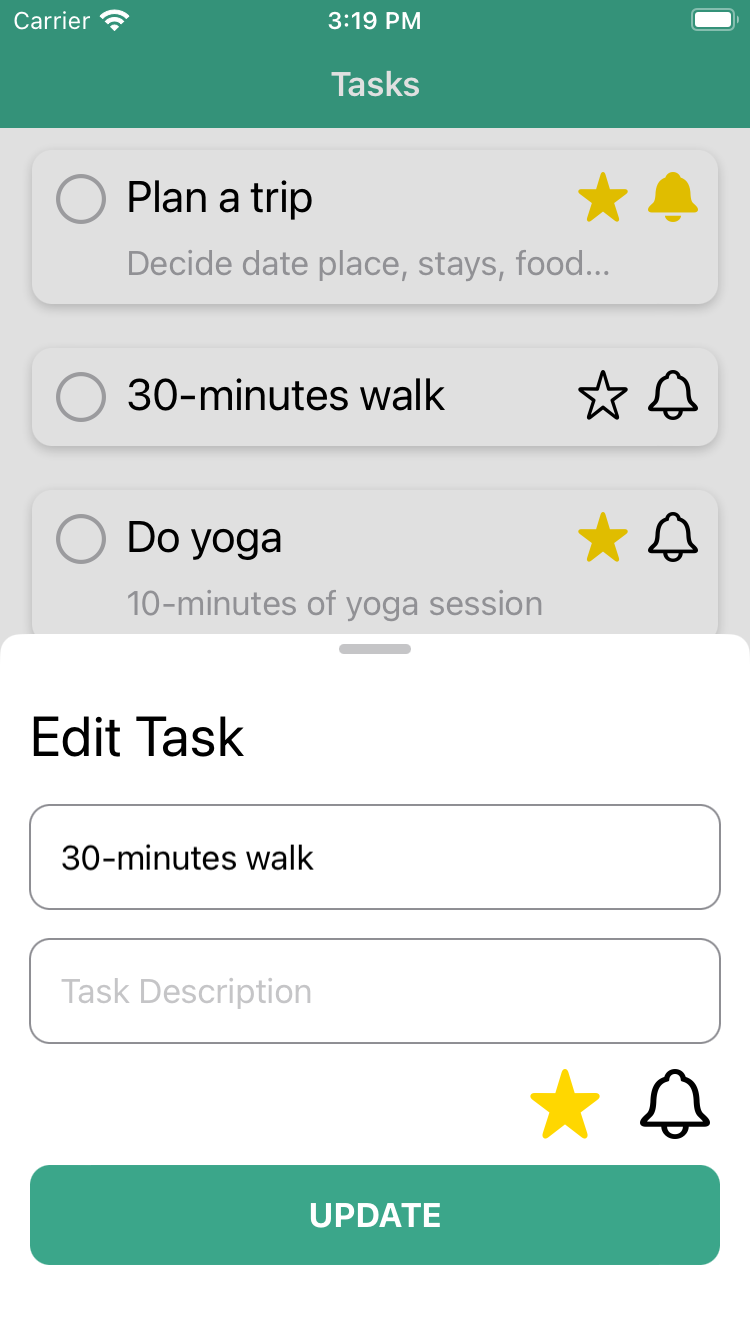 Carrier 3:19 PM
Tasks
Plan a trip
Decide date place, stays, food...
30-minutes walk
Do yoga
10-minutes of yoga session
Edit Task
30-minutes walk
Task Description
UPDATE